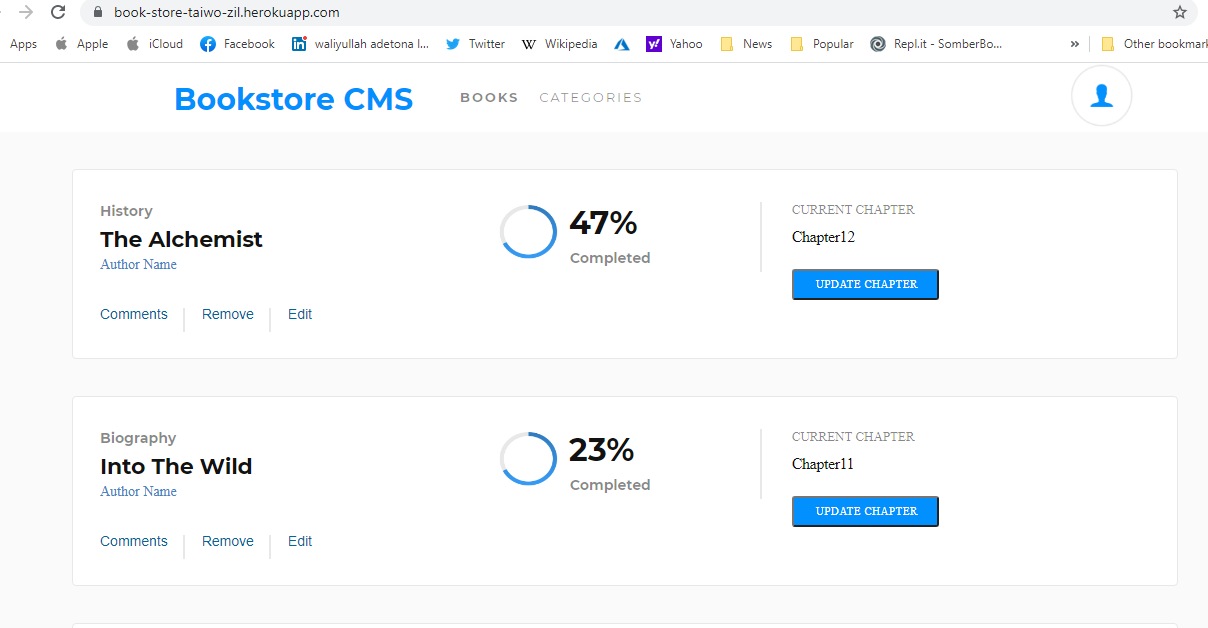 book-store-taiwo-zil.herokuapp.com
Apps Apple iCloud Facebook waliyullah adetona l... Twitter Wikipedia Yahoo News Popular Repl.it - SomberBo... » Other bookmark
Bookstore CMS BOOKS CATEGORIES
History
The Alchemist
Author Name
Comments Remove Edit
47%
Completed
CURRENT CHAPTER
Chapter12
UPDATE CHAPTER
Biography
Into The Wild
Author Name
Comments Remove Edit
23%
Completed
CURRENT CHAPTER
Chapter11
UPDATE CHAPTER